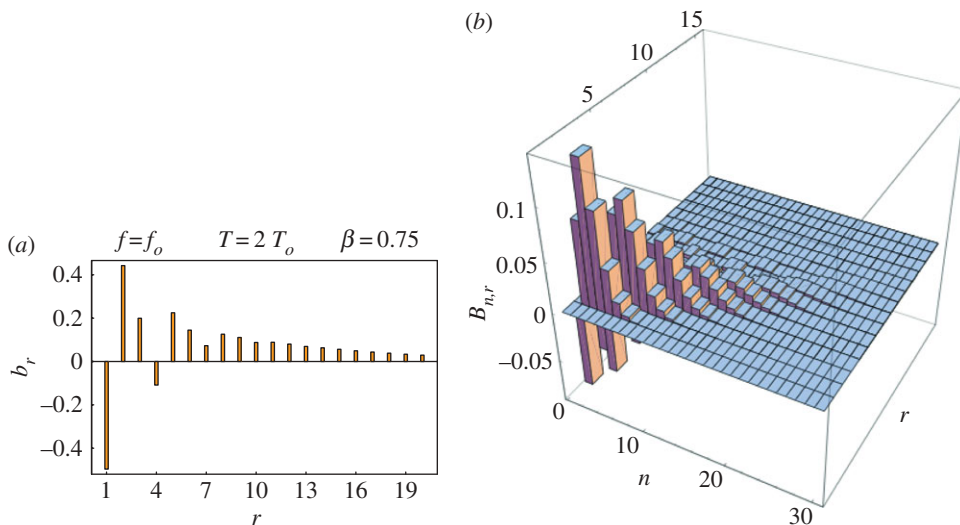 (a)
f = f_o T = 2 T_o β = 0.75
0.4
0.2
0
−0.2
−0.4
b_r
1 4 7 10 13 16 19
r
(b)
15
10
5
0.1
0.05
0
−0.05
B_{n,r}
0
10
20
30
n
r